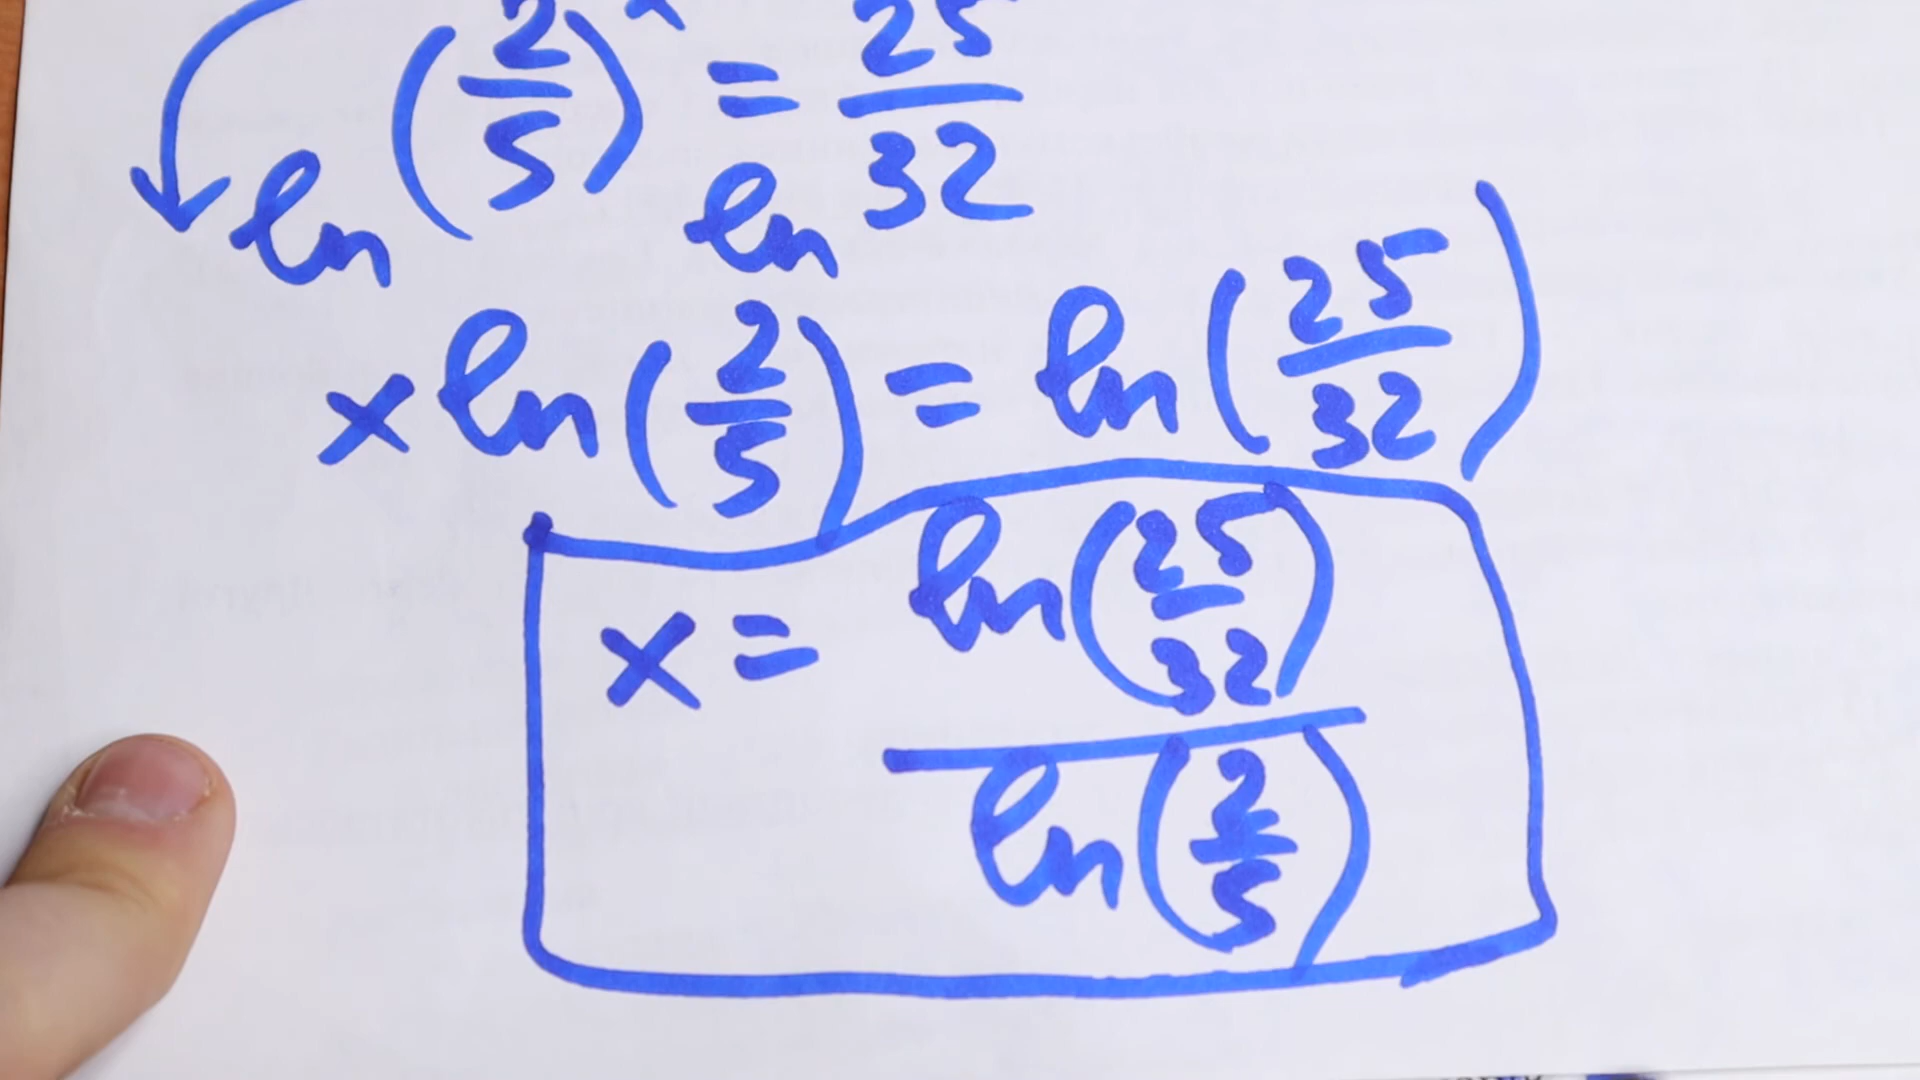 (2/5)^x = 25/32
ln ln
x ln(2/5) = ln(25/32)
x = ln(25/32) / ln(2/5)